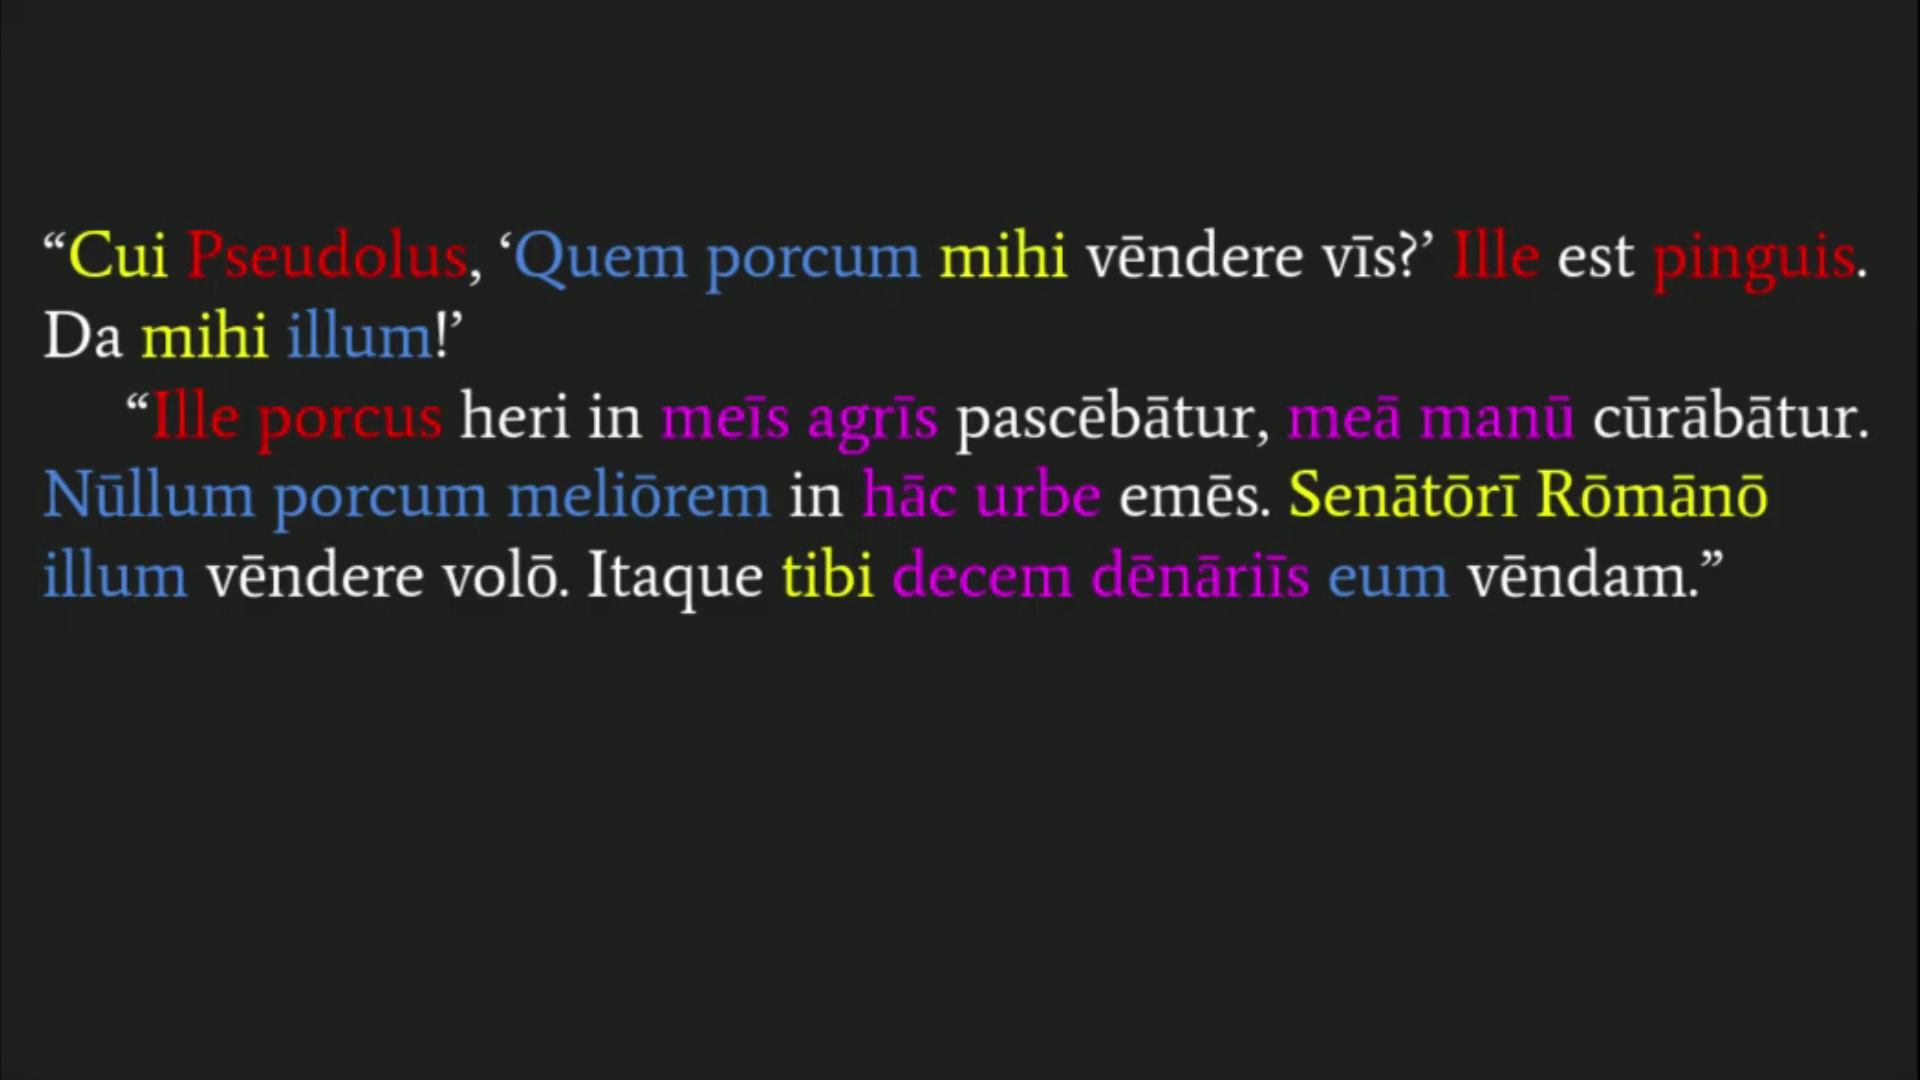 “Cui Pseudolus, ‘Quem porcum mihi vēndere vīs?’ Ille est pinguis.
Da mihi illum!’
“Ille porcus heri in meīs agrīs pascēbātur, meā manū cūrābātur.
Nūllum porcum meliōrem in hāc urbe emēs. Senātōrī Rōmānō
illum vēndere volō. Itaque tibi decem dēnāriīs eum vēndam.”